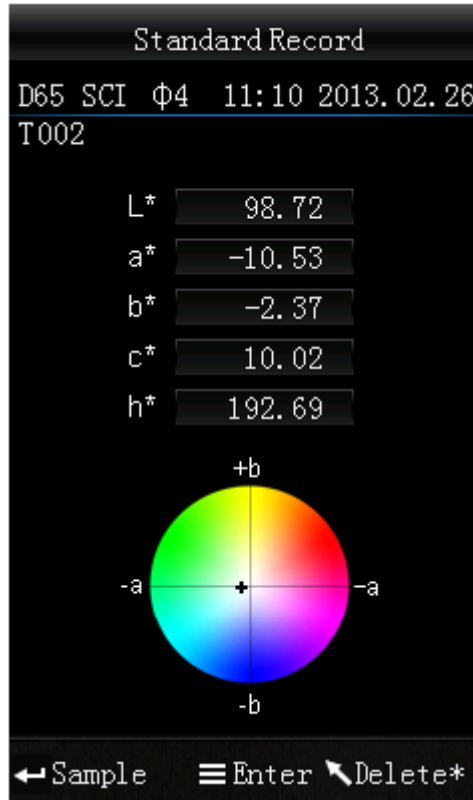 Standard Record
D65 SCI Φ4 11:10 2013.02.26
T002
L* 98.72
a* -10.53
b* -2.37
c* 10.02
h* 192.69
+b
-a -a
-b
Sample Enter Delete*